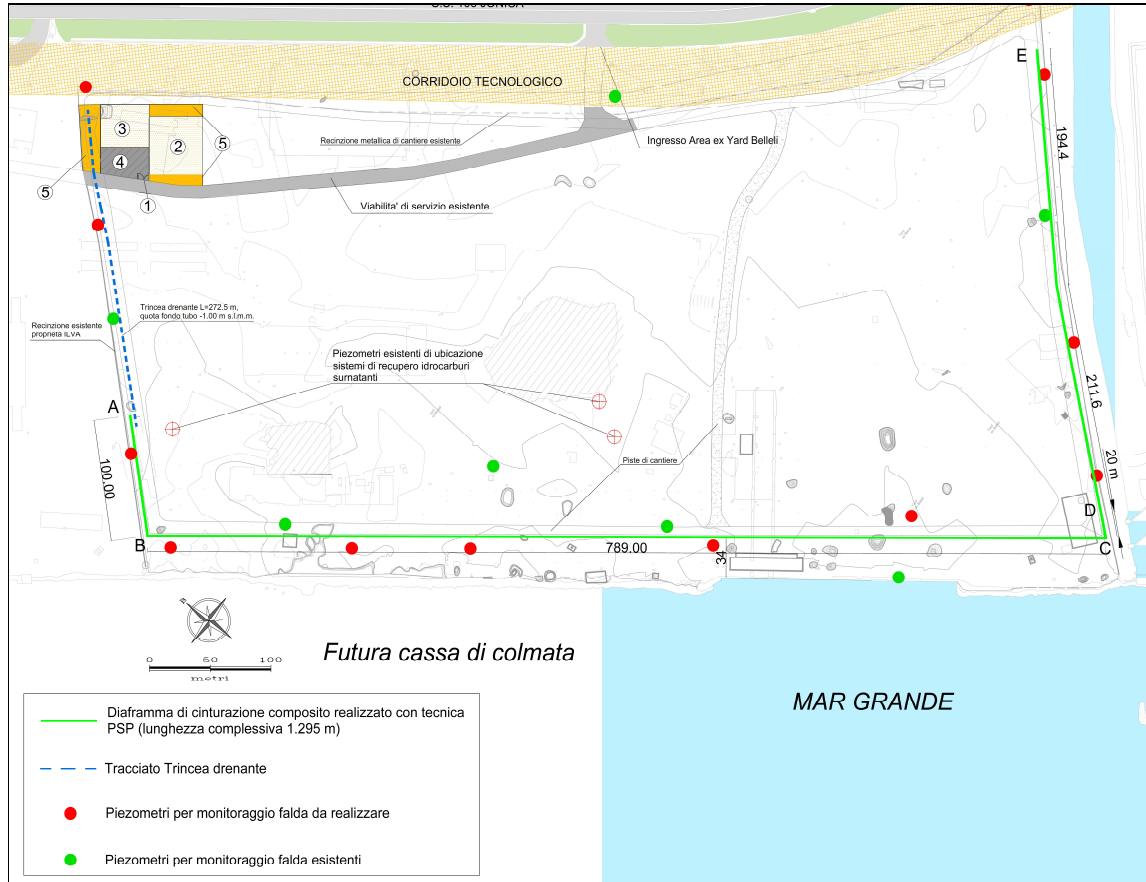 S.S. 106 JONICA
E
CORRIDOIO TECNOLOGICO
3
2
5
4
5
1
Recinzione metallica di cantiere esistente
Ingresso Area ex Yard Belleli
194.4
Viabilita' di servizio esistente
Trincea drenante L=272.5 m,
quota fondo tubo -1.00 m s.l.m.m.
Recinzione esistente
proprietà ILVA
Piezometri esistenti di ubicazione
sistemi di recupero idrocarburi
surnatanti
A
100.00
211.6
20 m
Piste di cantiere
D
B
789.00
34
C
0 50 100
metri
Futura cassa di colmata
MAR GRANDE
Diaframma di cinturazione composito realizzato con tecnica
PSP (lunghezza complessiva 1.295 m)
Tracciato Trincea drenante
Piezometri per monitoraggio falda da realizzare
Piezometri per monitoraggio falda esistenti